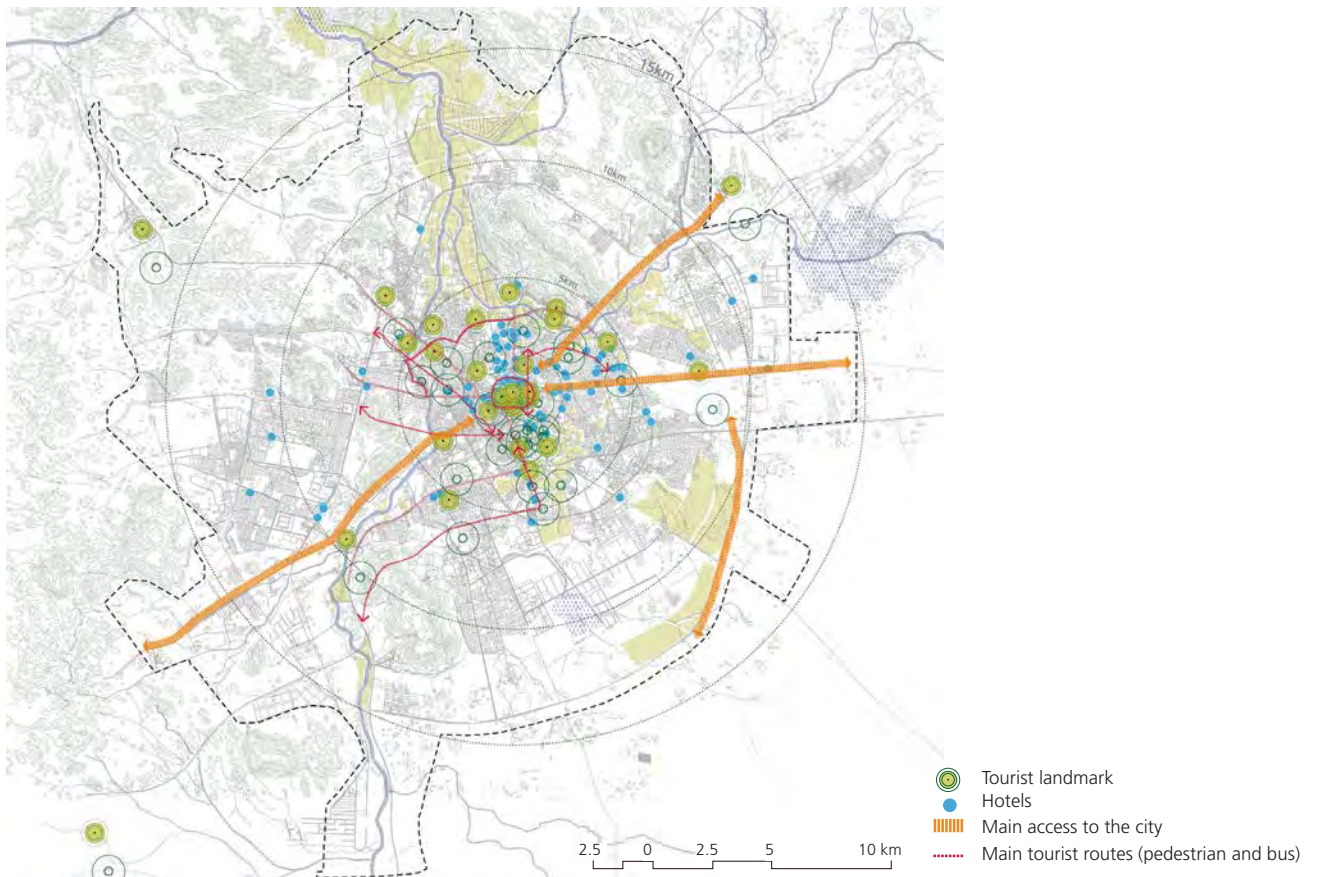 15km
10km
5km
Tourist landmark
Hotels
Main access to the city
Main tourist routes (pedestrian and bus)
2.5 0 2.5 5 10 km